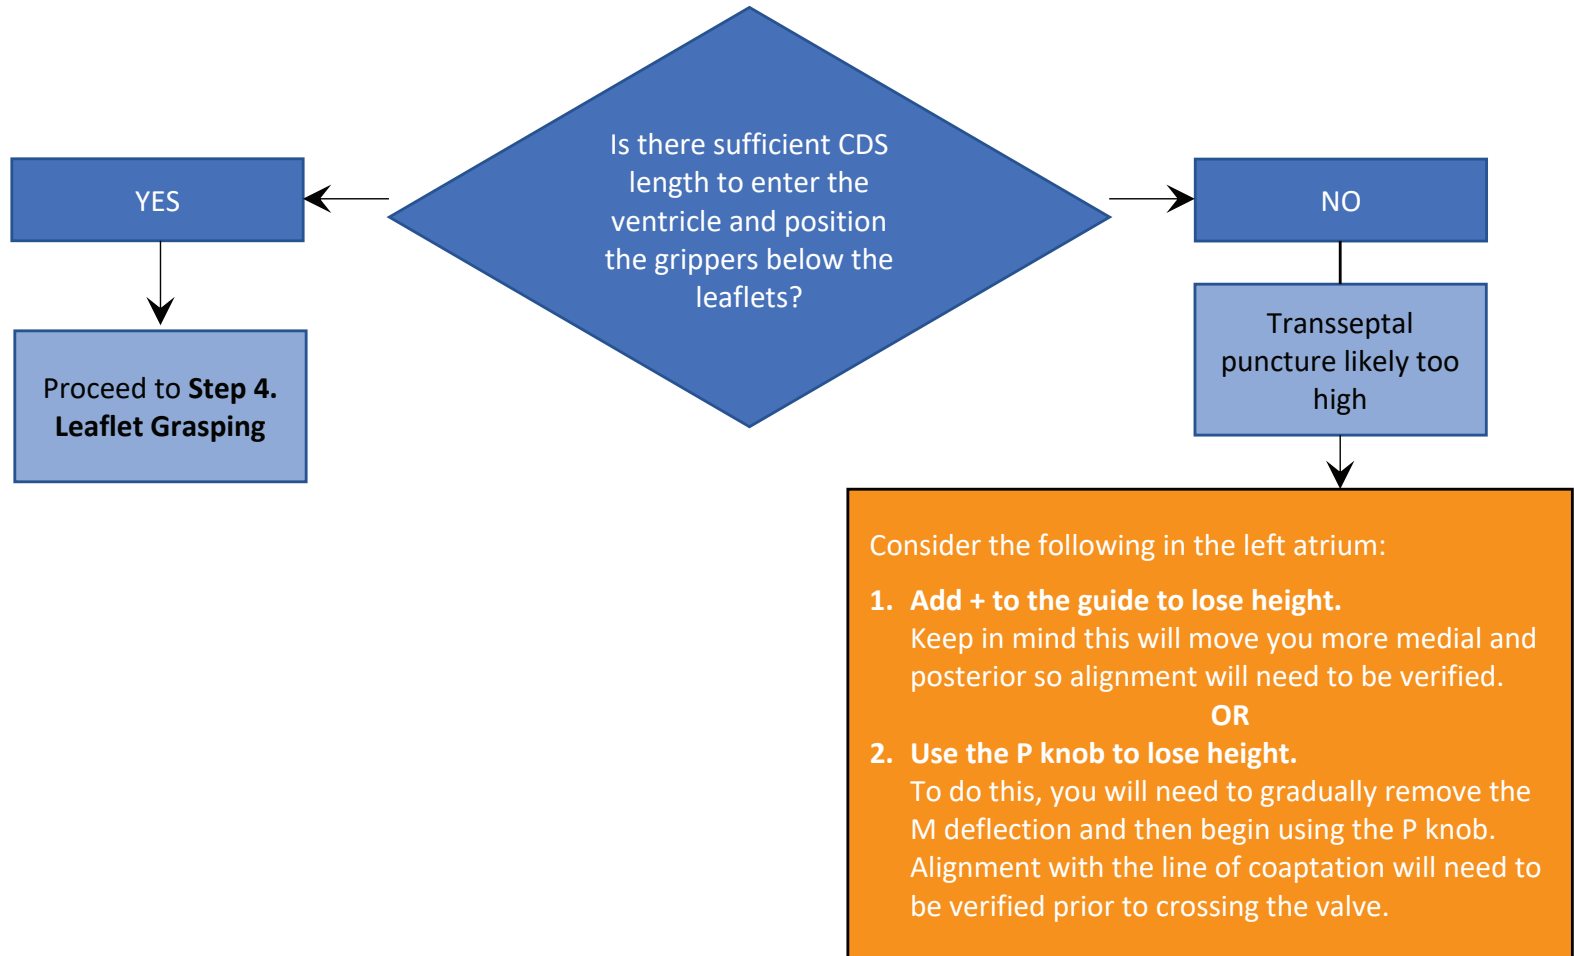 Is there sufficient CDS
length to enter the
ventricle and position
the grippers below the
leaflets?
YES
NO
Proceed to Step 4.
Leaflet Grasping
Transseptal
puncture likely too
high
Consider the following in the left atrium:
1. Add + to the guide to lose height.
Keep in mind this will move you more medial and
posterior so alignment will need to be verified.
OR
2. Use the P knob to lose height.
To do this, you will need to gradually remove the
M deflection and then begin using the P knob.
Alignment with the line of coaptation will need to
be verified prior to crossing the valve.